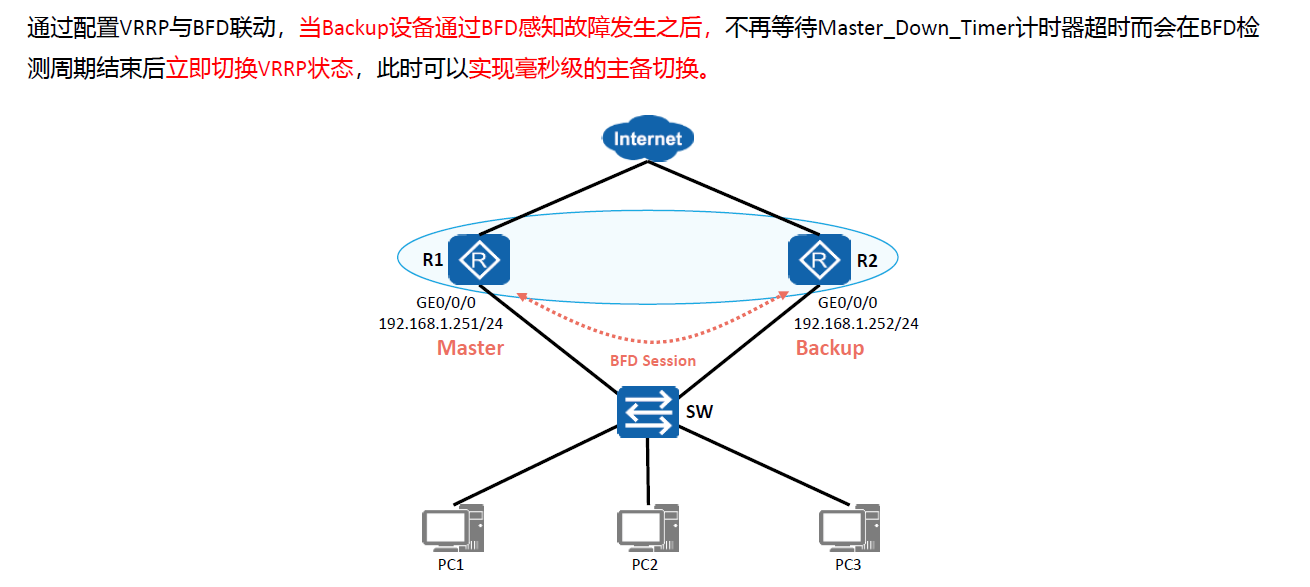 通过配置VRRP与BFD联动，当Backup设备通过BFD感知故障发生之后，不再等待Master_Down_Timer计时器超时而会在BFD检
测周期结束后立即切换VRRP状态，此时可以实现毫秒级的主备切换。
Internet
R1
R
R
R2
GE0/0/0
192.168.1.251/24
Master
GE0/0/0
192.168.1.252/24
Backup
BFD Session
SW
PC1
PC2
PC3